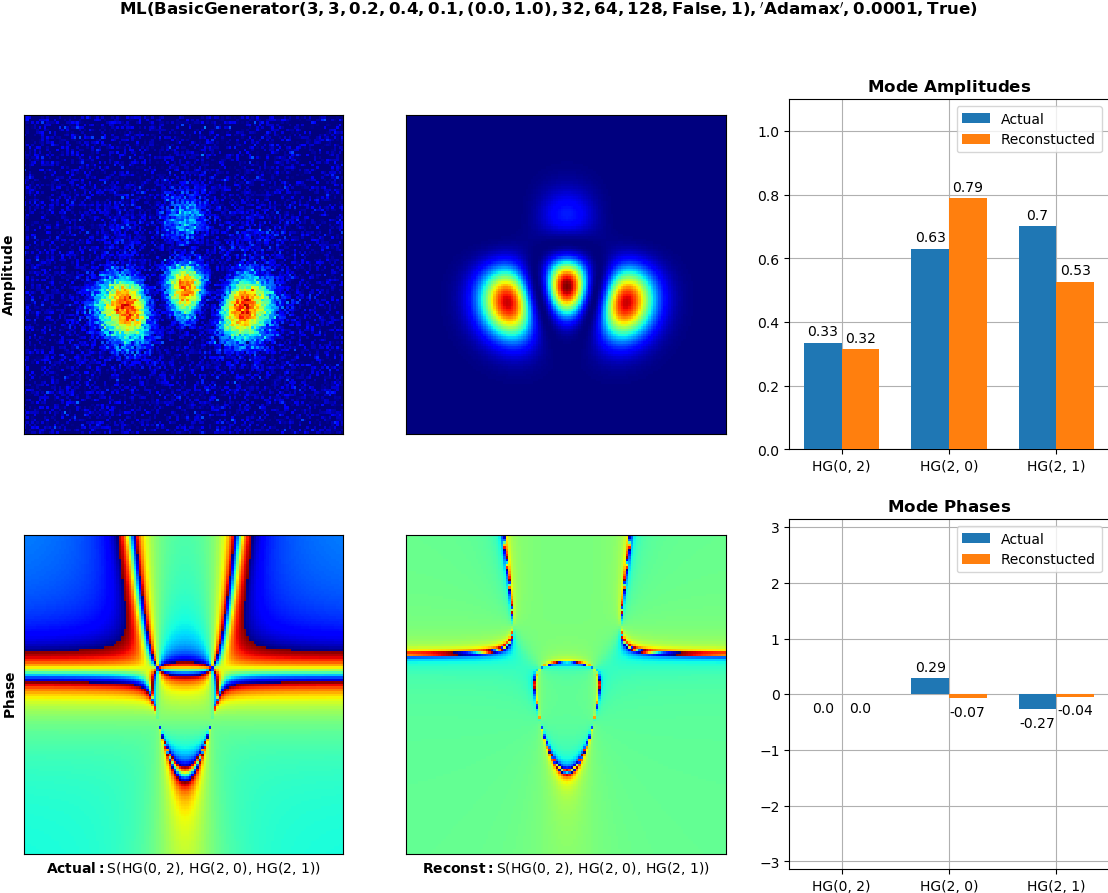 ML(BasicGenerator(3, 3, 0.2, 0.4, 0.1, (0.0, 1.0), 32, 64, 128, False, 1), ′Adamax′, 0.0001, True)
Amplitude
Mode Amplitudes
Actual
Reconstucted
1.0
0.8
0.6
0.4
0.2
0.0
0.33
0.32
0.63
0.79
0.7
0.53
HG(0, 2)
HG(2, 0)
HG(2, 1)
Phase
Actual: S(HG(0, 2), HG(2, 0), HG(2, 1))
Reconst: S(HG(0, 2), HG(2, 0), HG(2, 1))
Mode Phases
Actual
Reconstucted
3
2
1
0
−1
−2
−3
0.0
0.0
0.29
-0.07
-0.27
-0.04
HG(0, 2)
HG(2, 0)
HG(2, 1)